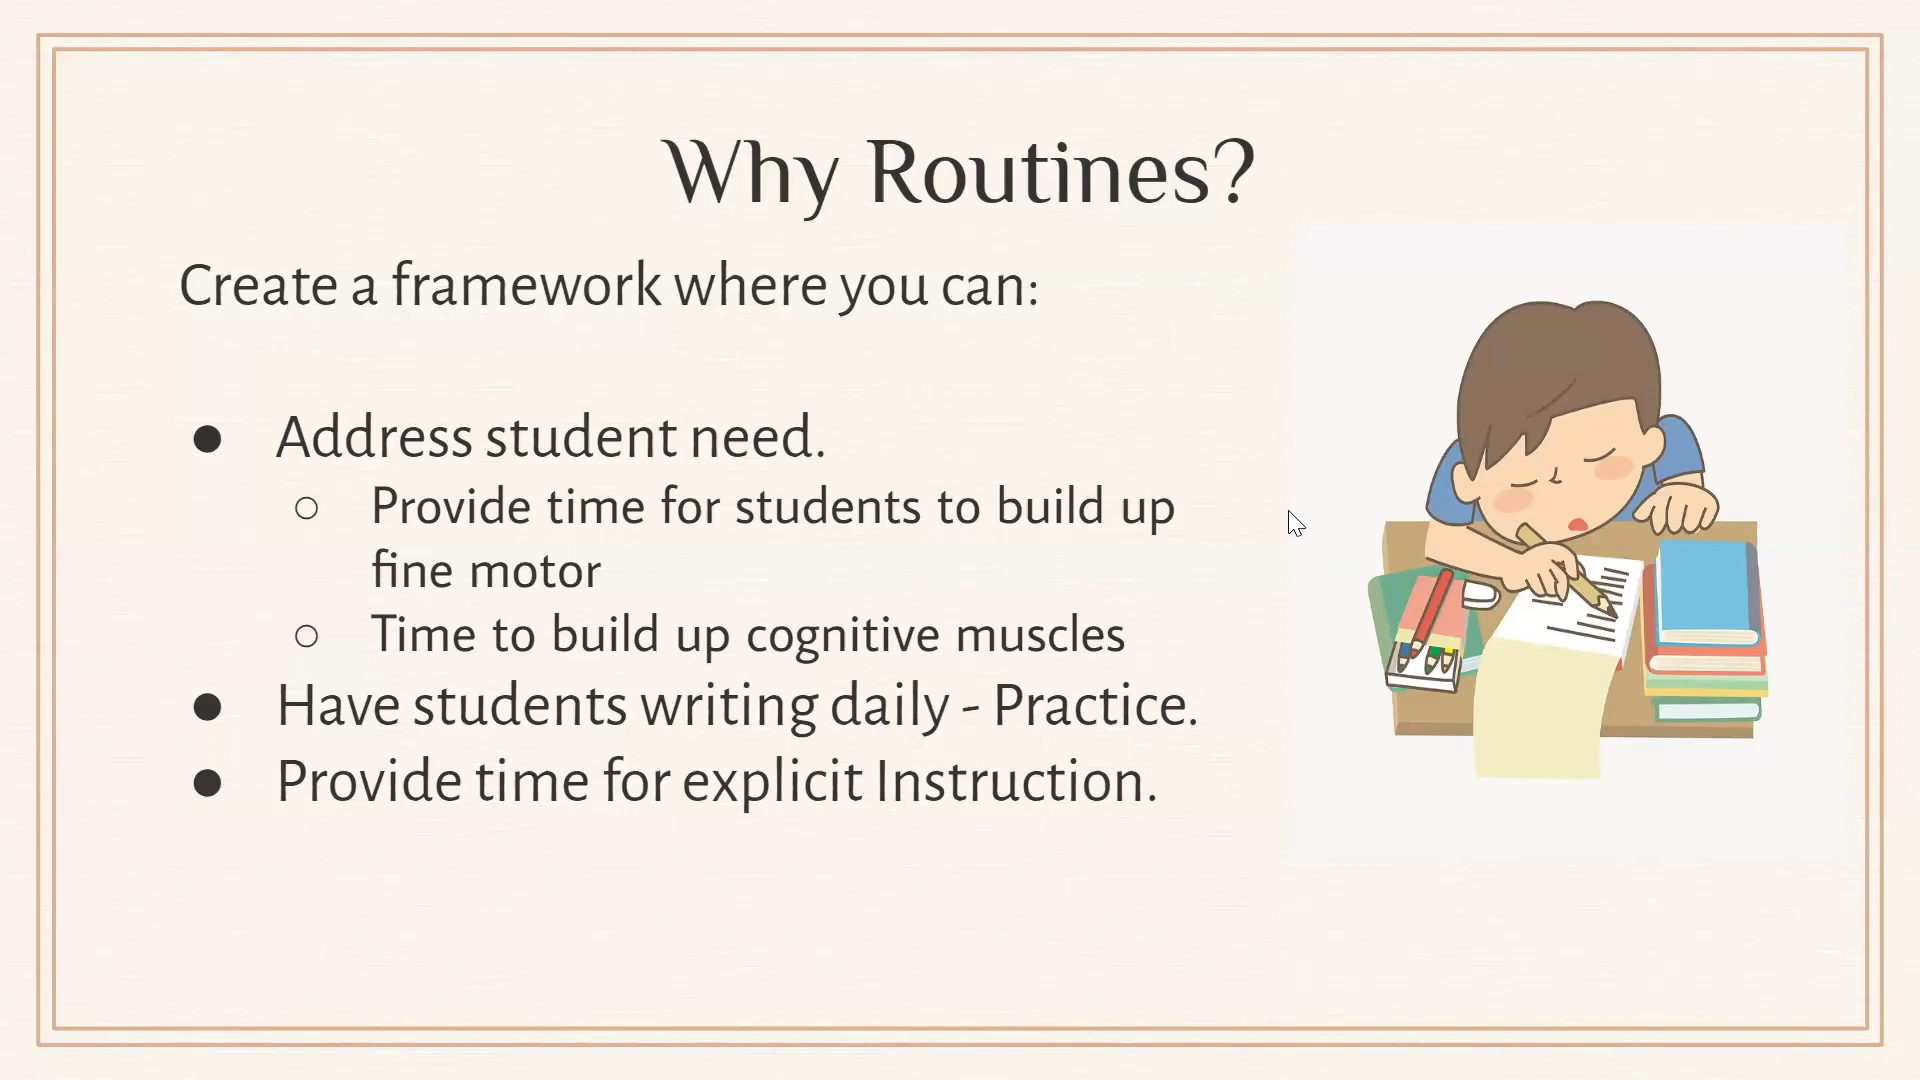 Why Routines?
Create a framework where you can:
● Address student need.
○ Provide time for students to build up
fine motor
○ Time to build up cognitive muscles
● Have students writing daily - Practice.
● Provide time for explicit Instruction.